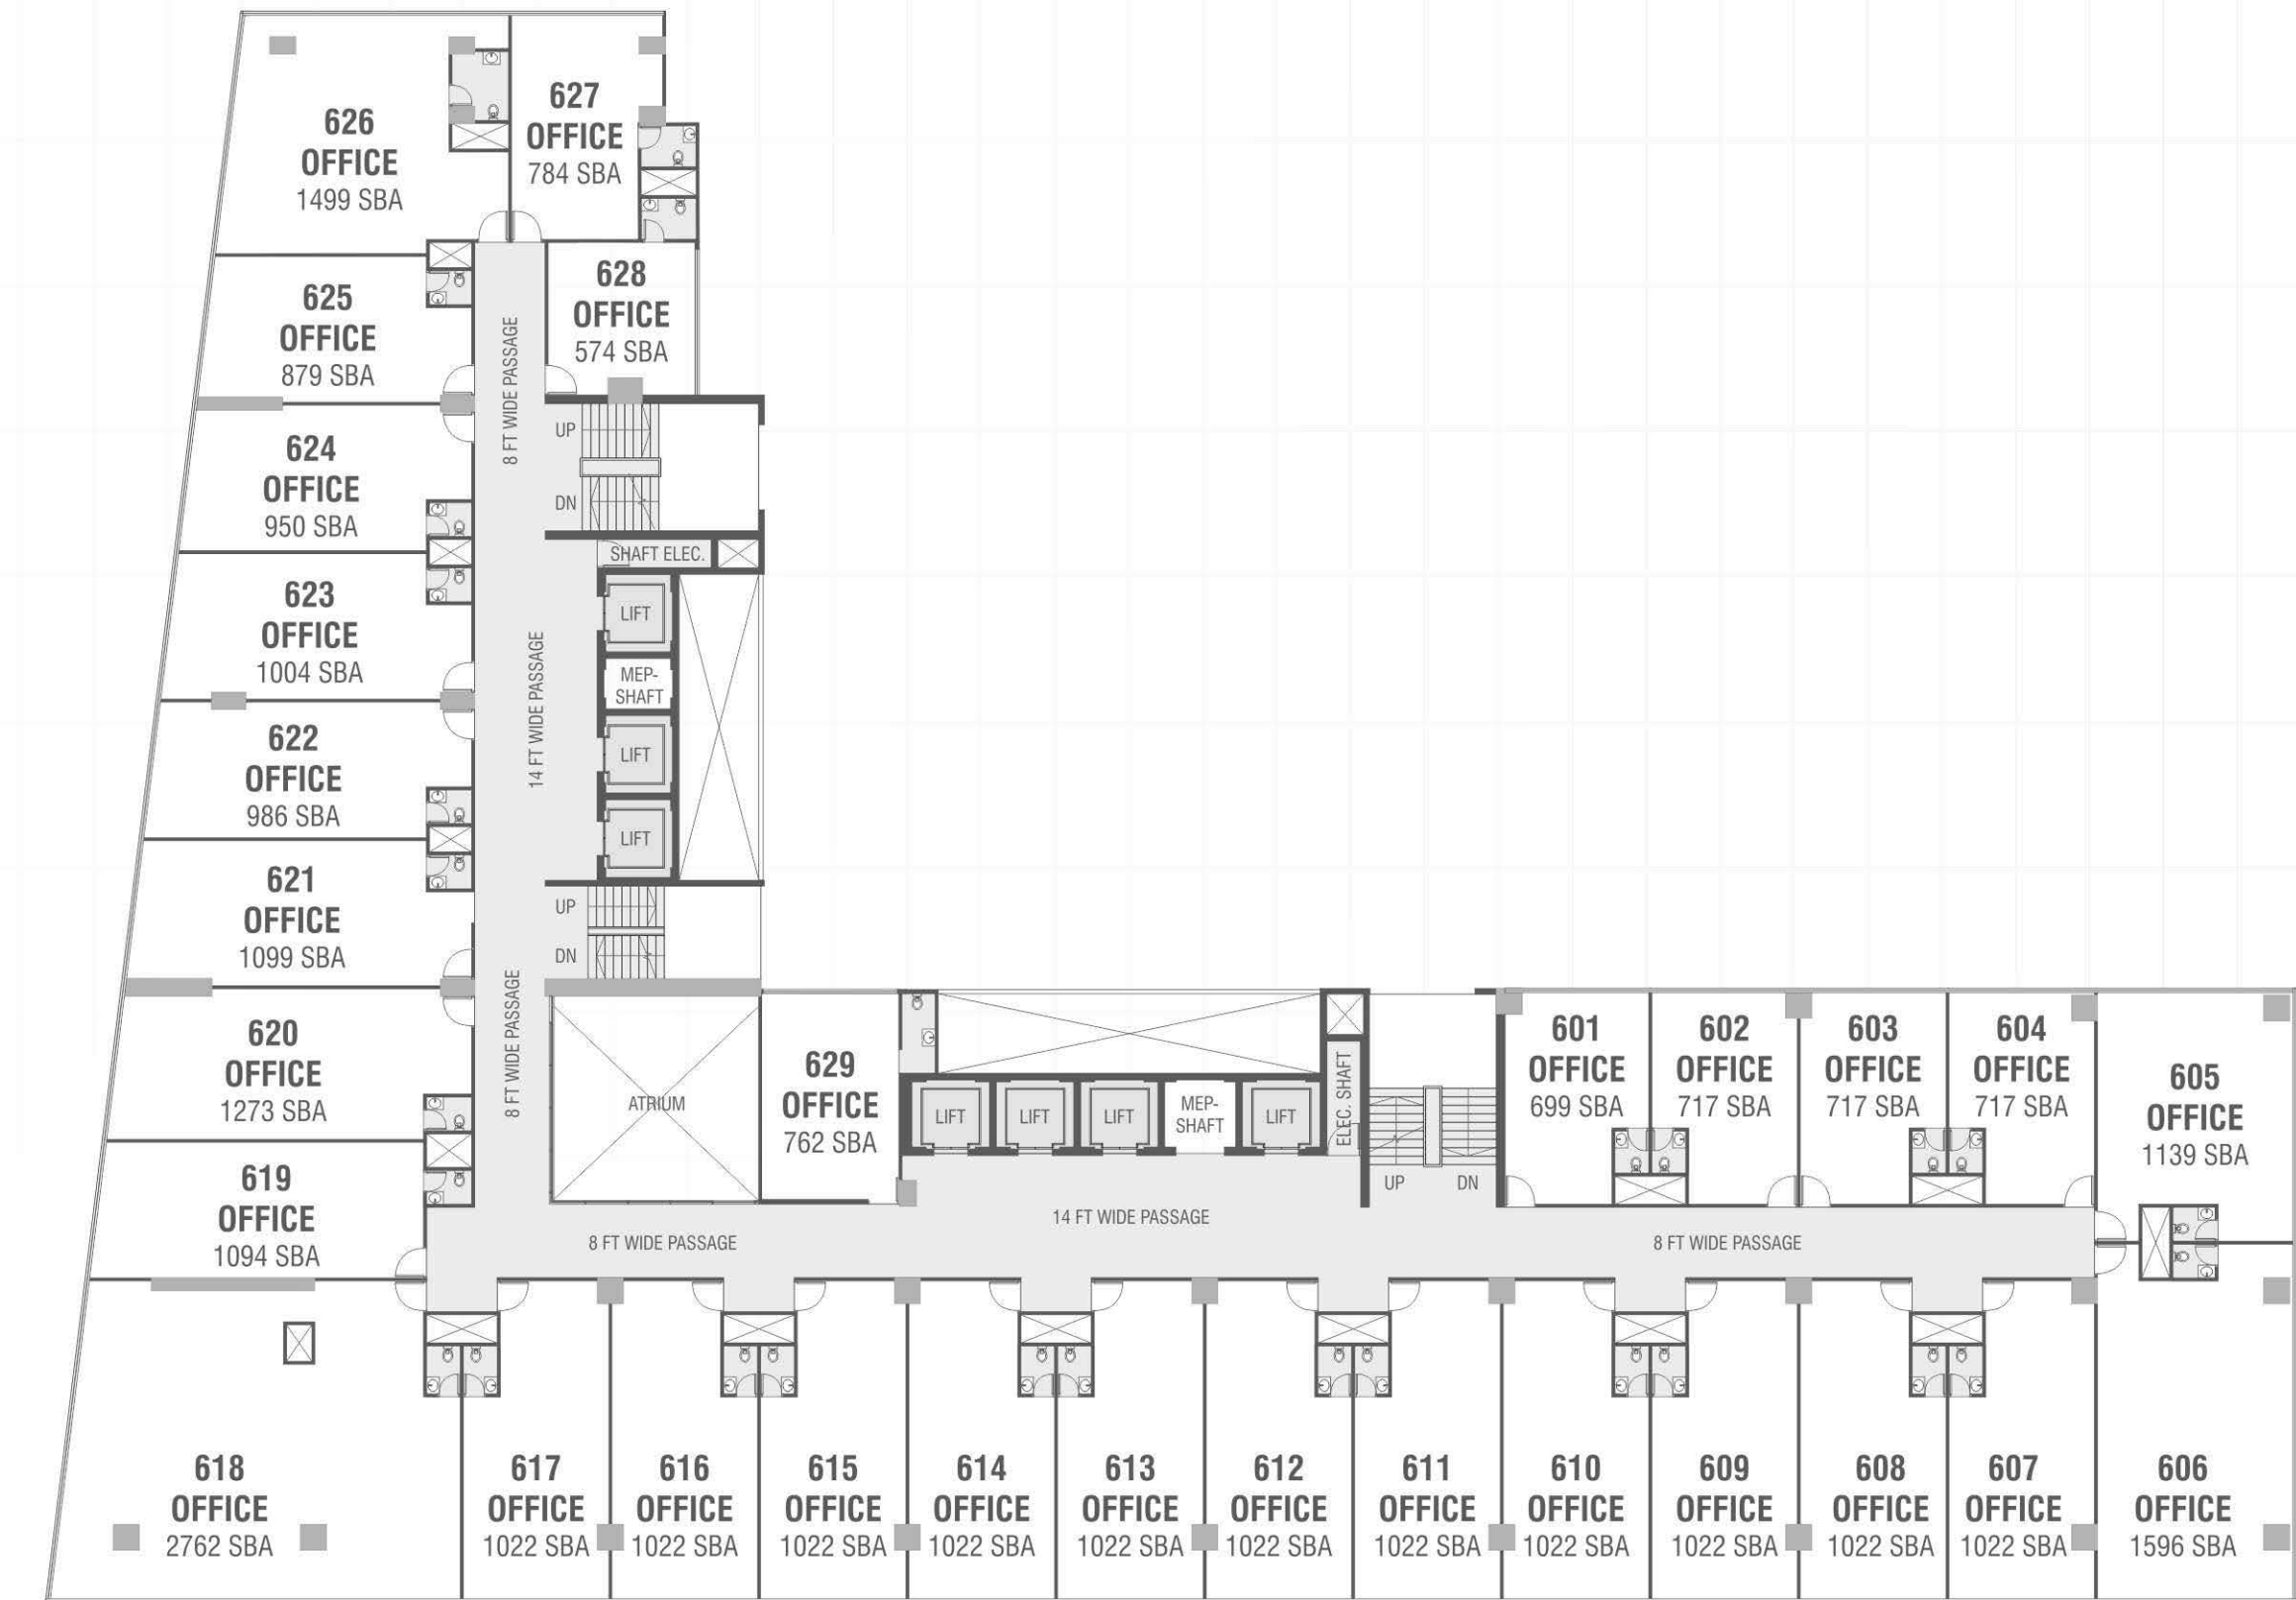 626
OFFICE
1499 SBA
627
OFFICE
784 SBA
625
OFFICE
879 SBA
8 FT WIDE PASSAGE
628
OFFICE
574 SBA
624
OFFICE
950 SBA
UP
DN
SHAFT ELEC.
623
OFFICE
1004 SBA
14 FT WIDE PASSAGE
LIFT
MEP-
SHAFT
LIFT
LIFT
622
OFFICE
986 SBA
621
OFFICE
1099 SBA
UP
DN
620
OFFICE
1273 SBA
8 FT WIDE PASSAGE
ATRIUM
629
OFFICE
762 SBA
LIFT
LIFT
LIFT
MEP-
SHAFT
LIFT
ELEC. SHAFT
UP
DN
601
OFFICE
699 SBA
602
OFFICE
717 SBA
603
OFFICE
717 SBA
604
OFFICE
717 SBA
605
OFFICE
1139 SBA
619
OFFICE
1094 SBA
8 FT WIDE PASSAGE
14 FT WIDE PASSAGE
8 FT WIDE PASSAGE
618
OFFICE
2762 SBA
617
OFFICE
1022 SBA
616
OFFICE
1022 SBA
615
OFFICE
1022 SBA
614
OFFICE
1022 SBA
613
OFFICE
1022 SBA
612
OFFICE
1022 SBA
611
OFFICE
1022 SBA
610
OFFICE
1022 SBA
609
OFFICE
1022 SBA
608
OFFICE
1022 SBA
607
OFFICE
1022 SBA
606
OFFICE
1596 SBA